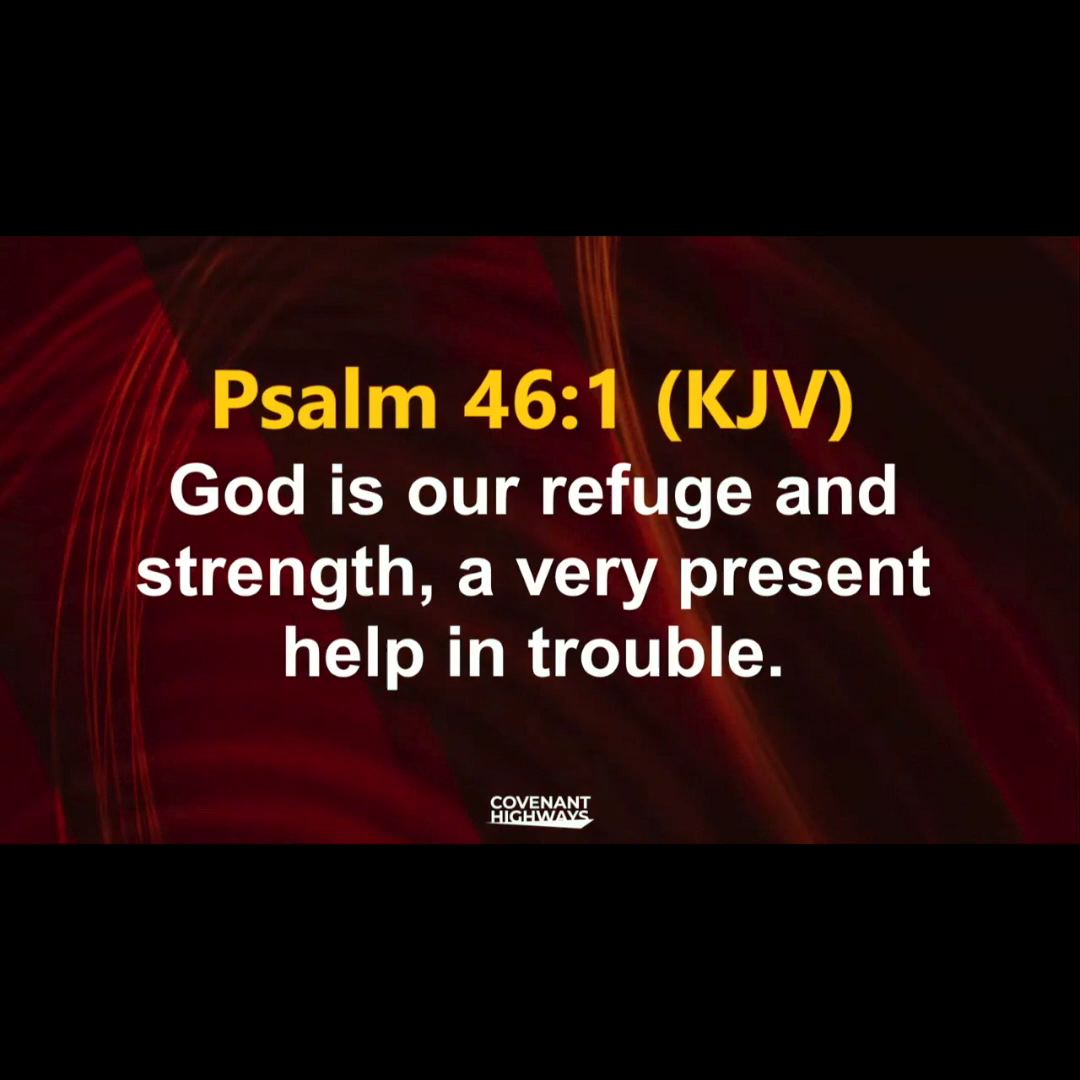 Psalm 46:1 (KJV)
God is our refuge and
strength, a very present
help in trouble.
COVENANT
HIGHWAYS